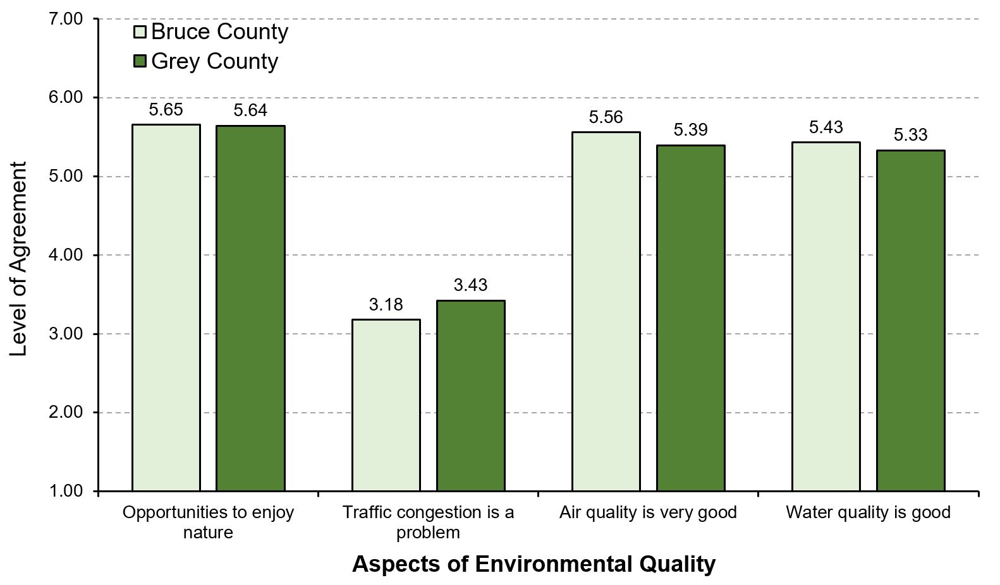 7.00
Bruce County
Grey County
6.00
5.65
5.64
5.56
5.39
5.43
5.33
5.00
4.00
3.43
3.18
3.00
2.00
1.00
Level of Agreement
Opportunities to enjoy
nature
Traffic congestion is a
problem
Air quality is very good
Water quality is good
Aspects of Environmental Quality